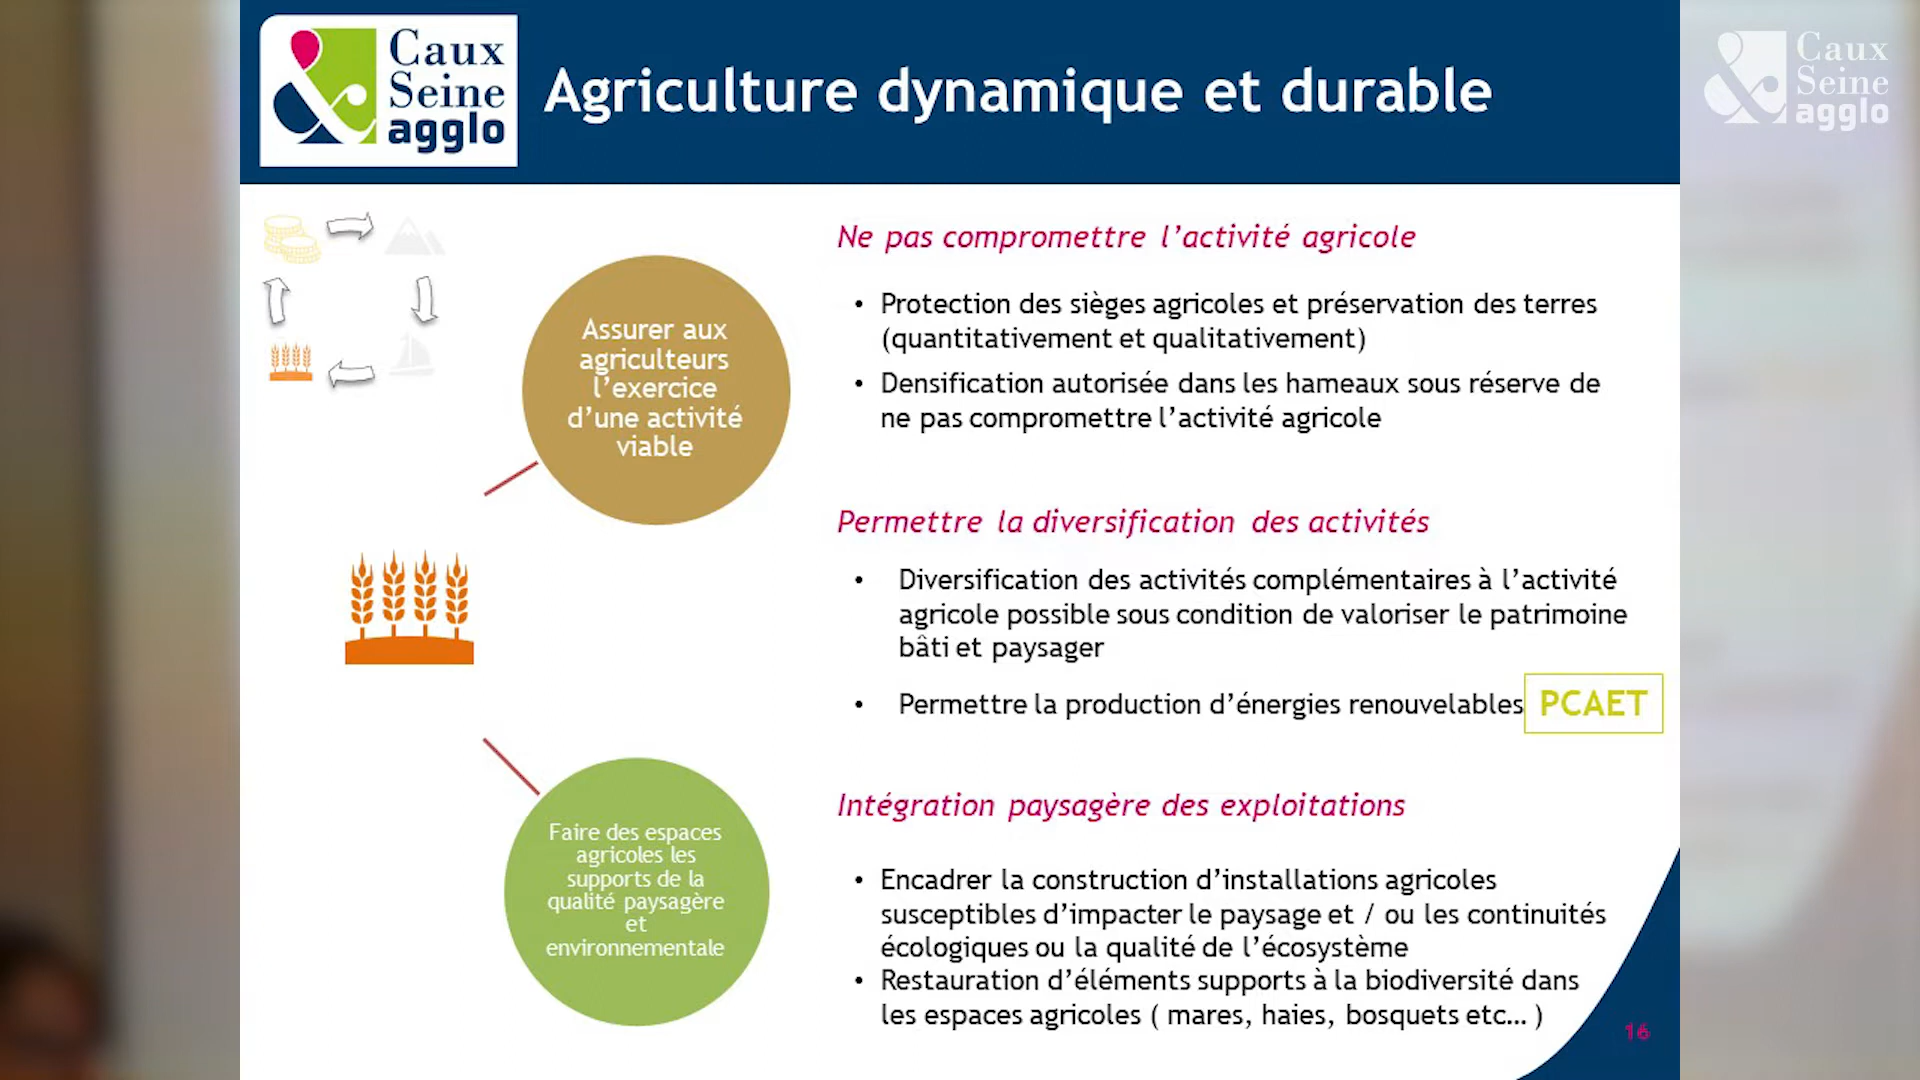 Caux
Seine
agglo
Agriculture dynamique et durable
Caux
Seine
agglo
Assurer aux
agriculteurs
l’exercice
d’une activité
viable
Faire des espaces
agricoles les
supports de la
qualité paysagère
et
environnementale
Ne pas compromettre l’activité agricole
• Protection des sièges agricoles et préservation des terres
(quantitativement et qualitativement)
• Densification autorisée dans les hameaux sous réserve de
ne pas compromettre l’activité agricole
Permettre la diversification des activités
• Diversification des activités complémentaires à l’activité
agricole possible sous condition de valoriser le patrimoine
bâti et paysager
• Permettre la production d’énergies renouvelables PCAET
Intégration paysagère des exploitations
• Encadrer la construction d’installations agricoles
susceptibles d’impacter le paysage et / ou les continuités
écologiques ou la qualité de l’écosystème
• Restauration d’éléments supports à la biodiversité dans
les espaces agricoles ( mares, haies, bosquets etc… )
16